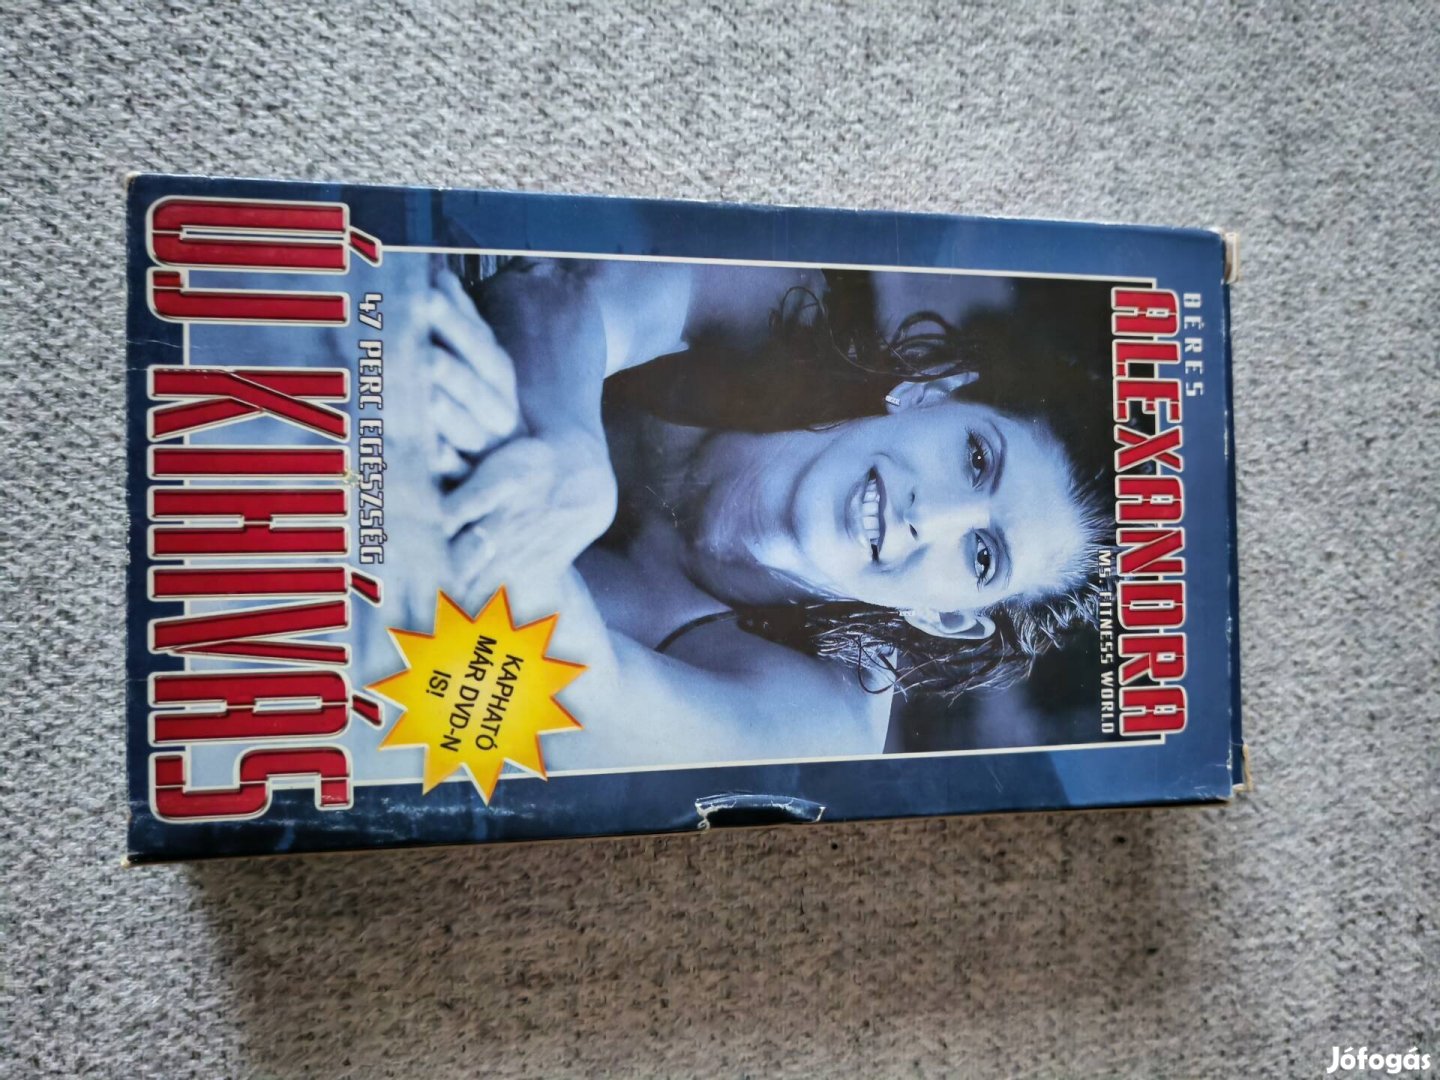 BÉRES
ALEXANDRA
MS. FITNESS WORLD
KAPHATÓ
MÁR DVD-N
IS!
47 PERC EGÉSZSÉG
ÚJ KIHÍVÁS
Jófogás